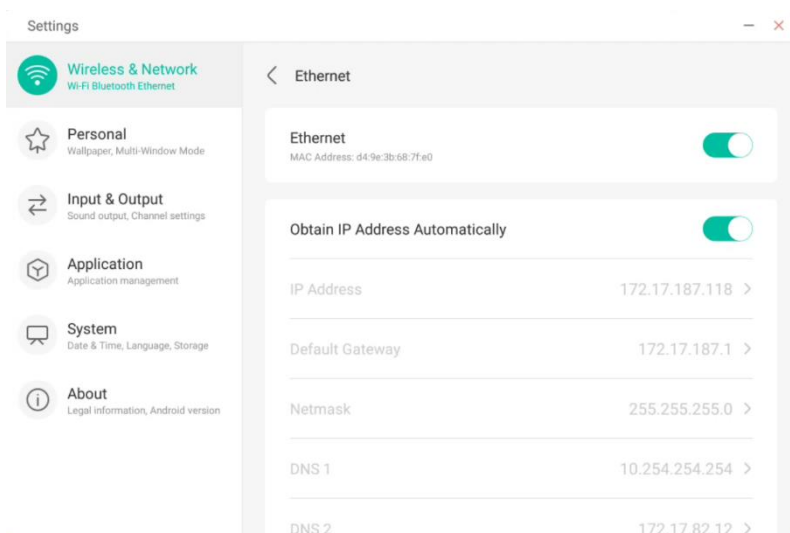 Settings
Wireless & Network
Wi-Fi Bluetooth Ethernet
Personal
Wallpaper, Multi-Window Mode
Input & Output
Sound output, Channel settings
Application
Application management
System
Date & Time, Language, Storage
About
Legal information, Android version
Ethernet
Ethernet
MAC Address: d4:9e:3b:68:7f:e0
Obtain IP Address Automatically
IP Address 172.17.187.118
Default Gateway 172.17.187.1
Netmask 255.255.255.0
DNS 1 10.254.254.254
DNS 2 172.17.82.12